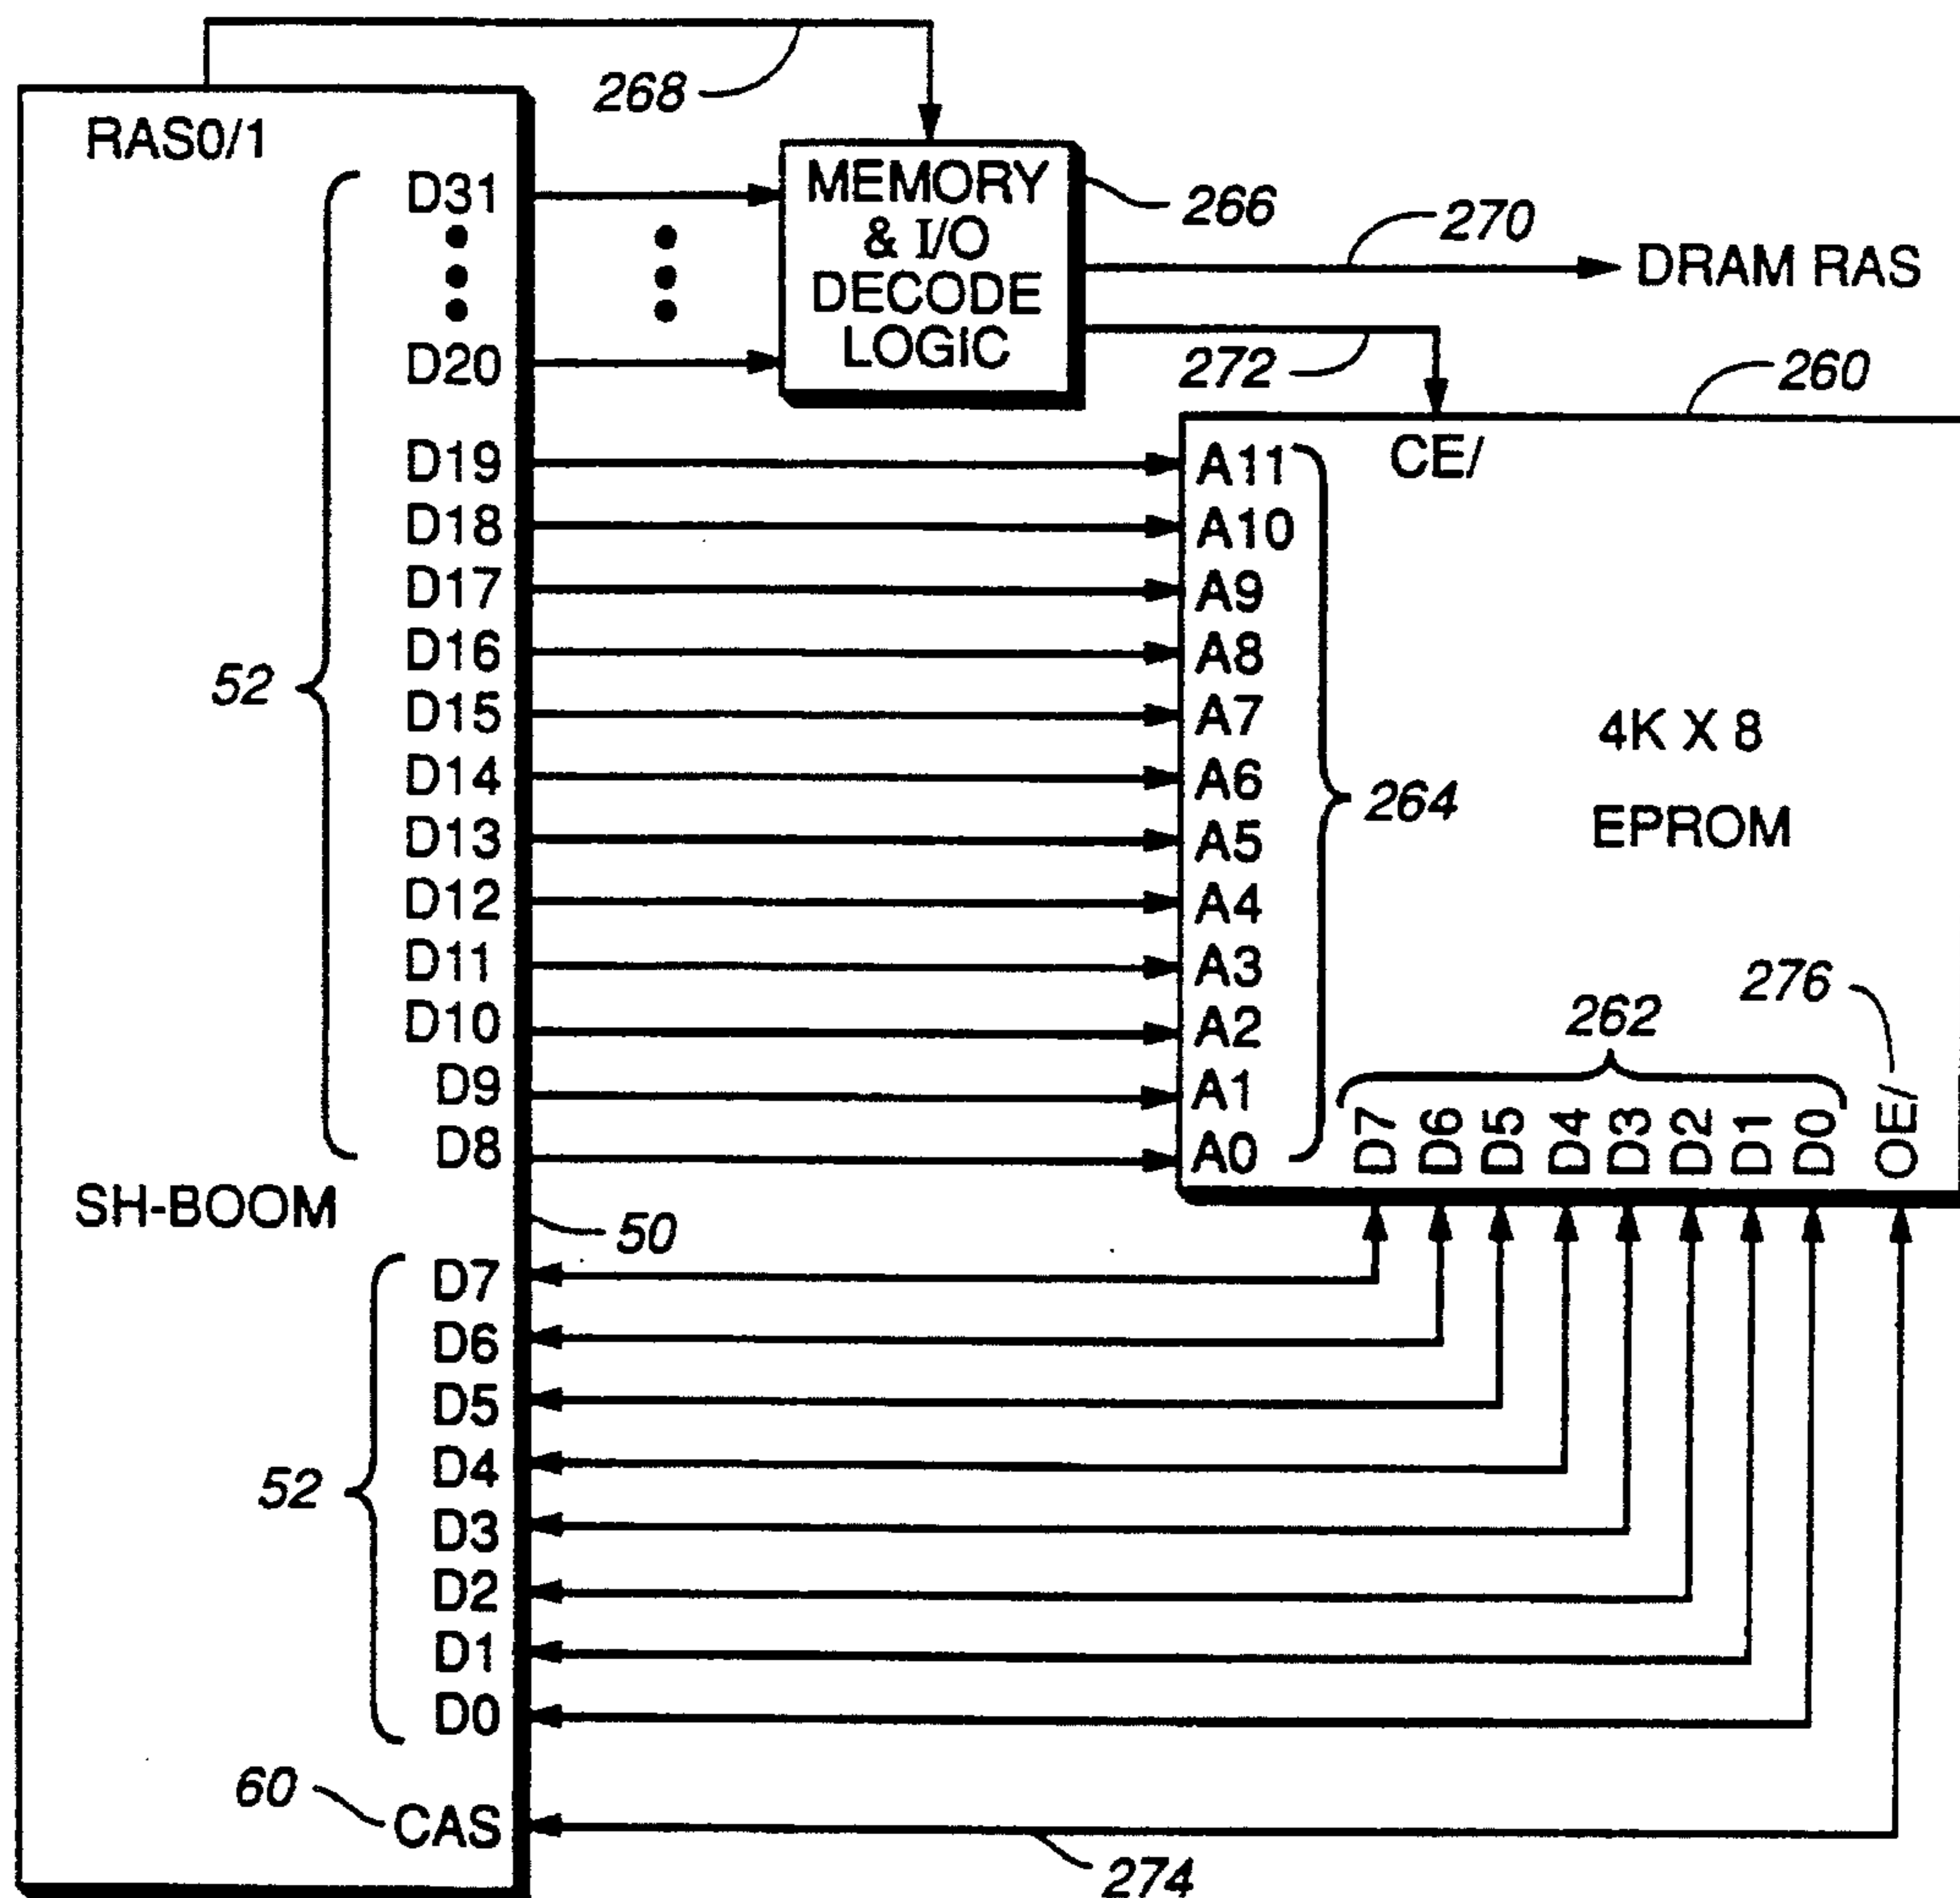 268
RAS0/1
D31
D20
MEMORY
& I/O
DECODE
LOGIC
266
270
DRAM RAS
272
260
CE/
D19
D18
D17
D16
D15
D14
D13
D12
D11
D10
D9
D8
52
A11
A10
A9
A8
A7
A6
A5
A4
A3
A2
A1
A0
264
4K X 8
EPROM
276
262
D7
D6
D5
D4
D3
D2
D1
D0
OE/
SH-BOOM
50
D7
D6
D5
D4
D3
D2
D1
D0
52
60
CAS
274